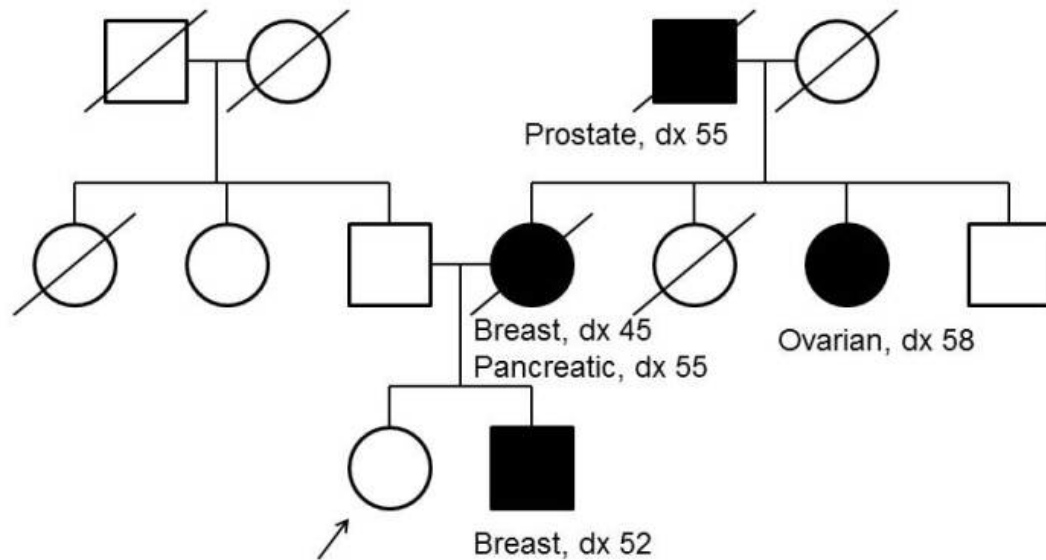 Prostate, dx 55
Breast, dx 45
Pancreatic, dx 55
Ovarian, dx 58
Breast, dx 52